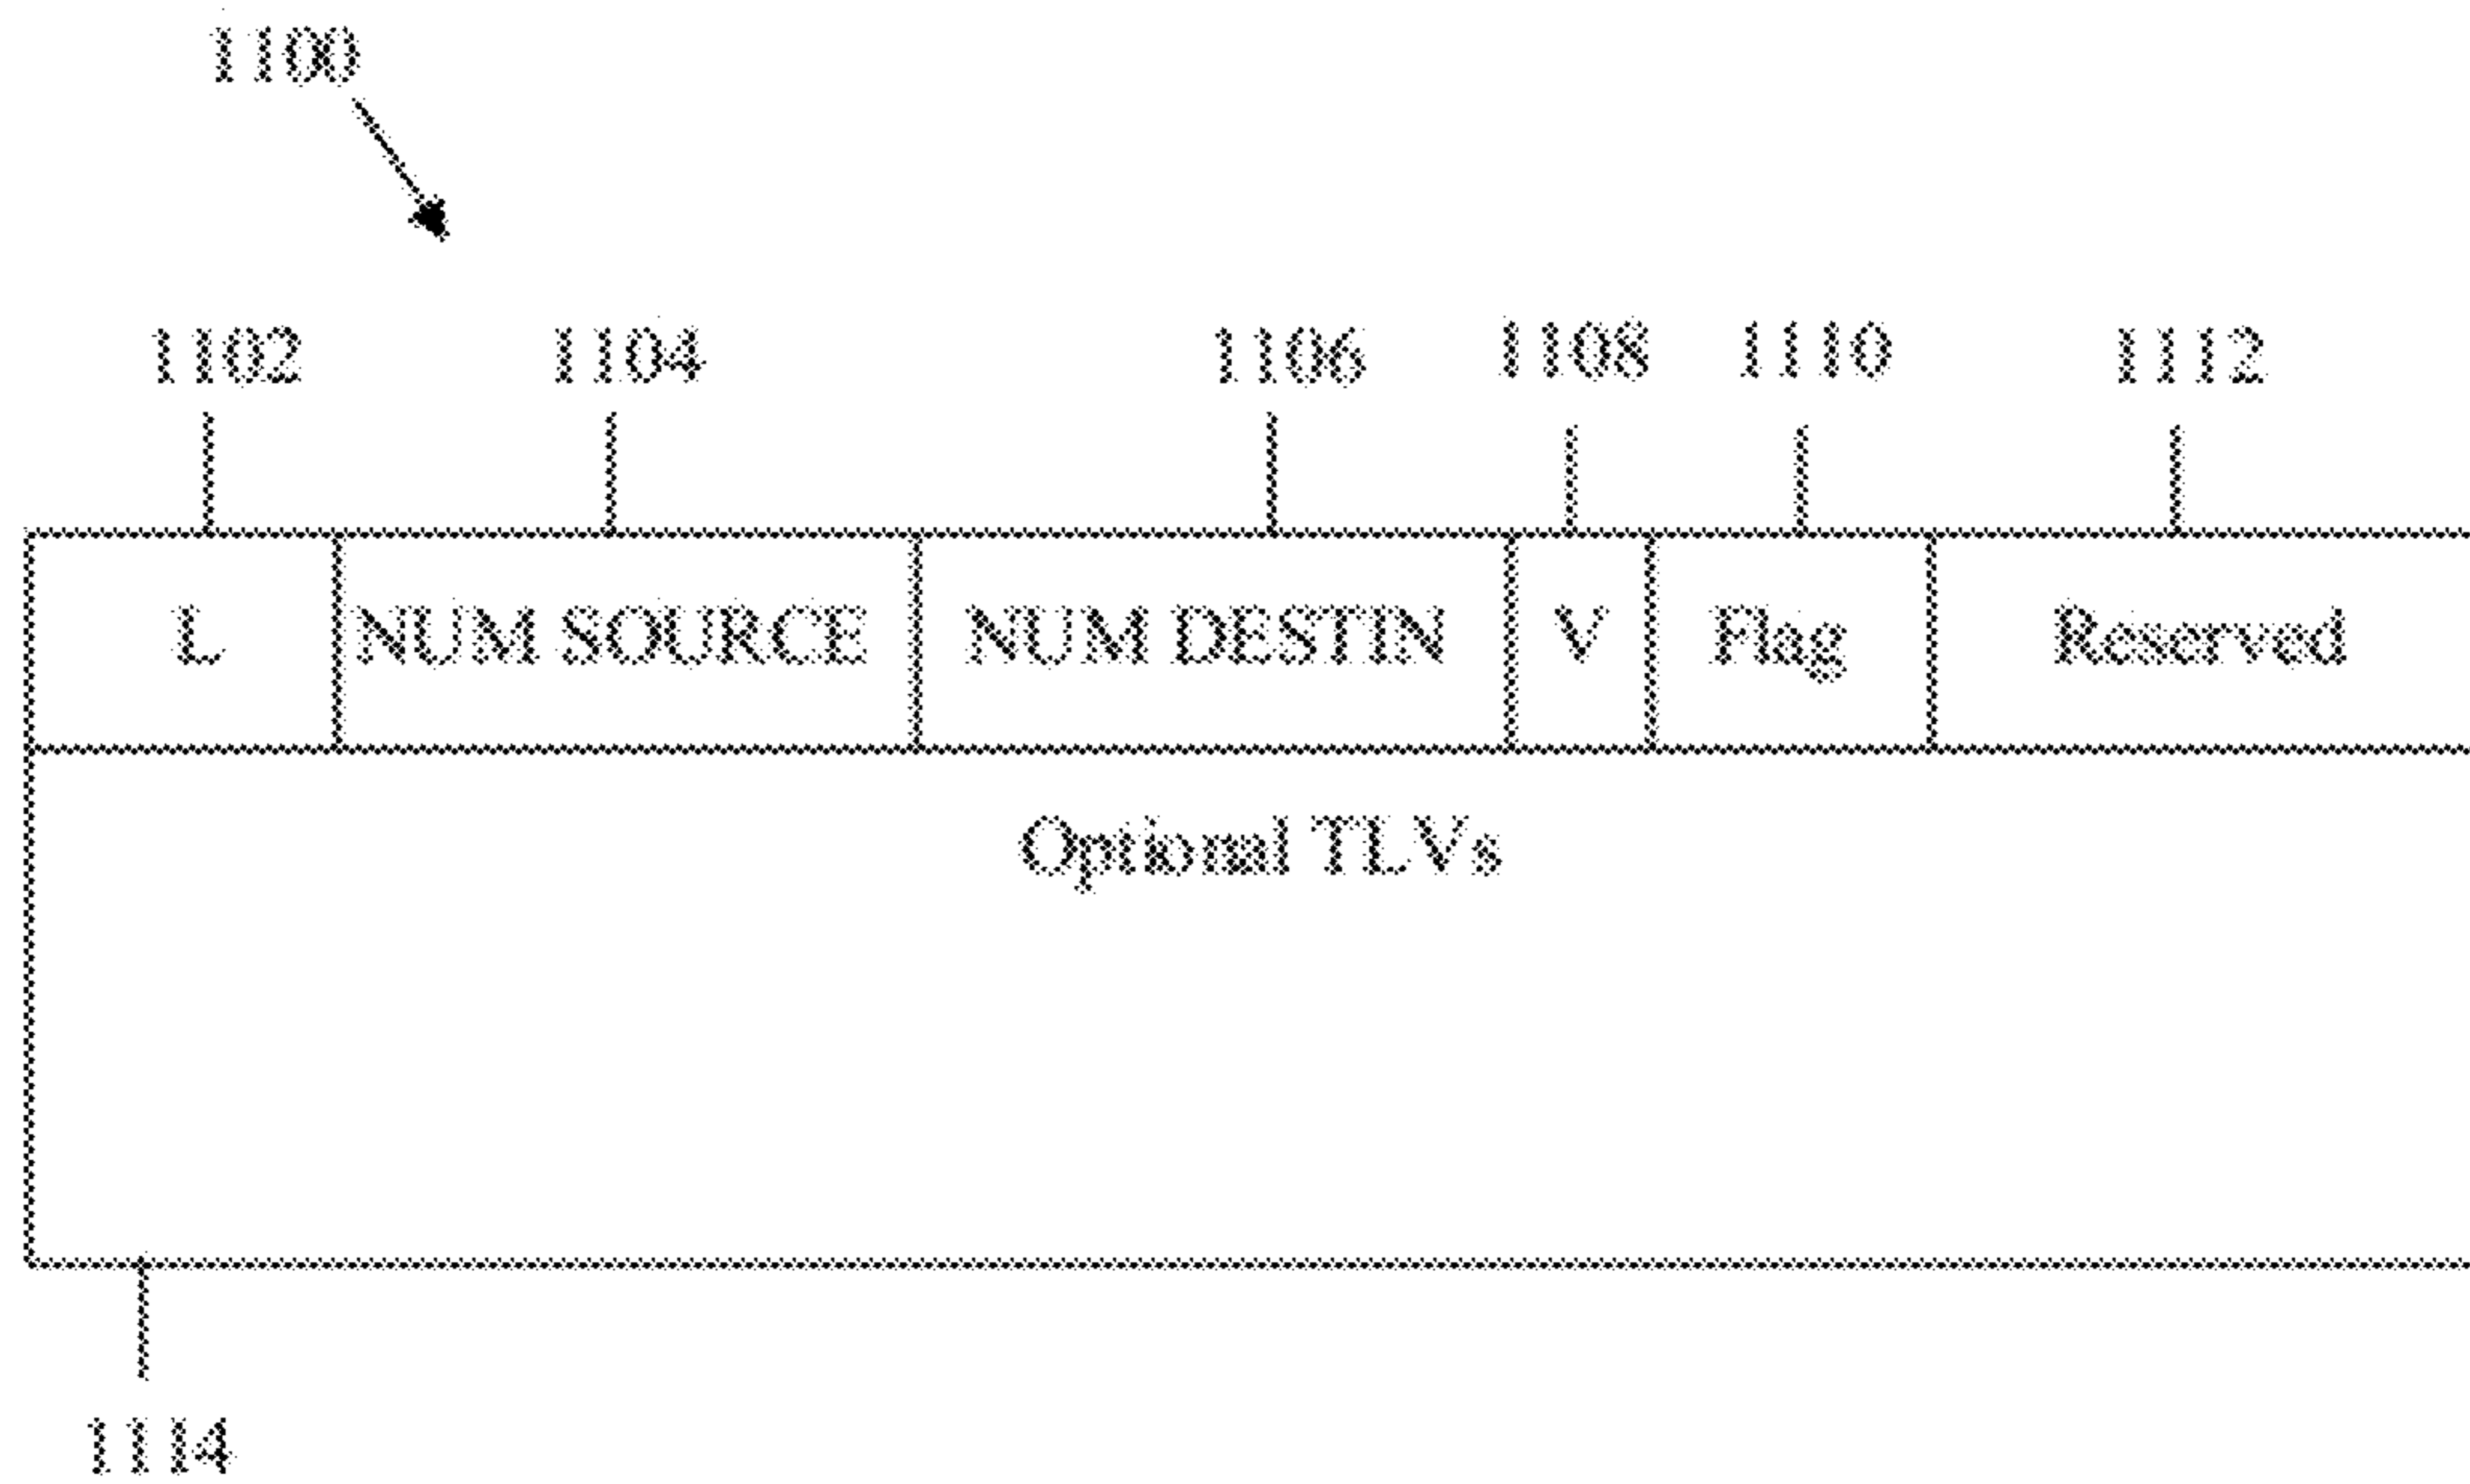 1100
1102 1104 1106 1108 1110 1112
L NUM SOURCE NUM DESTIN V Flag Reserved
Optional TLVs
1114